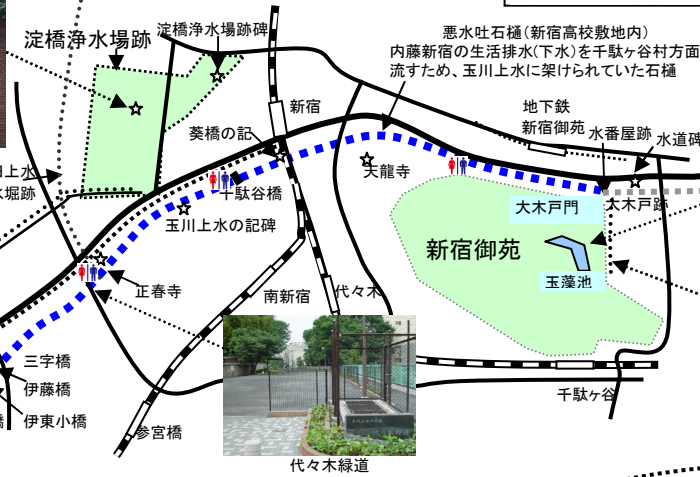 悪水吐石樋(新宿高校敷地内)
内藤新宿の生活排水(下水)を千駄ヶ谷村方面
流すため、玉川上水に架けられていた石樋
淀橋浄水場跡
淀橋浄水場跡碑
新宿
地下鉄
新宿御苑
水番屋跡
水道碑
葵橋の記
天龍寺
千駄谷橋
田上水
水堀跡
玉川上水の記碑
大木戸門
大木戸跡
新宿御苑
玉藻池
正春寺
南新宿
代々木
三字橋
伊藤橋
伊東小橋
橋
参宮橋
千駄ヶ谷
代々木緑道